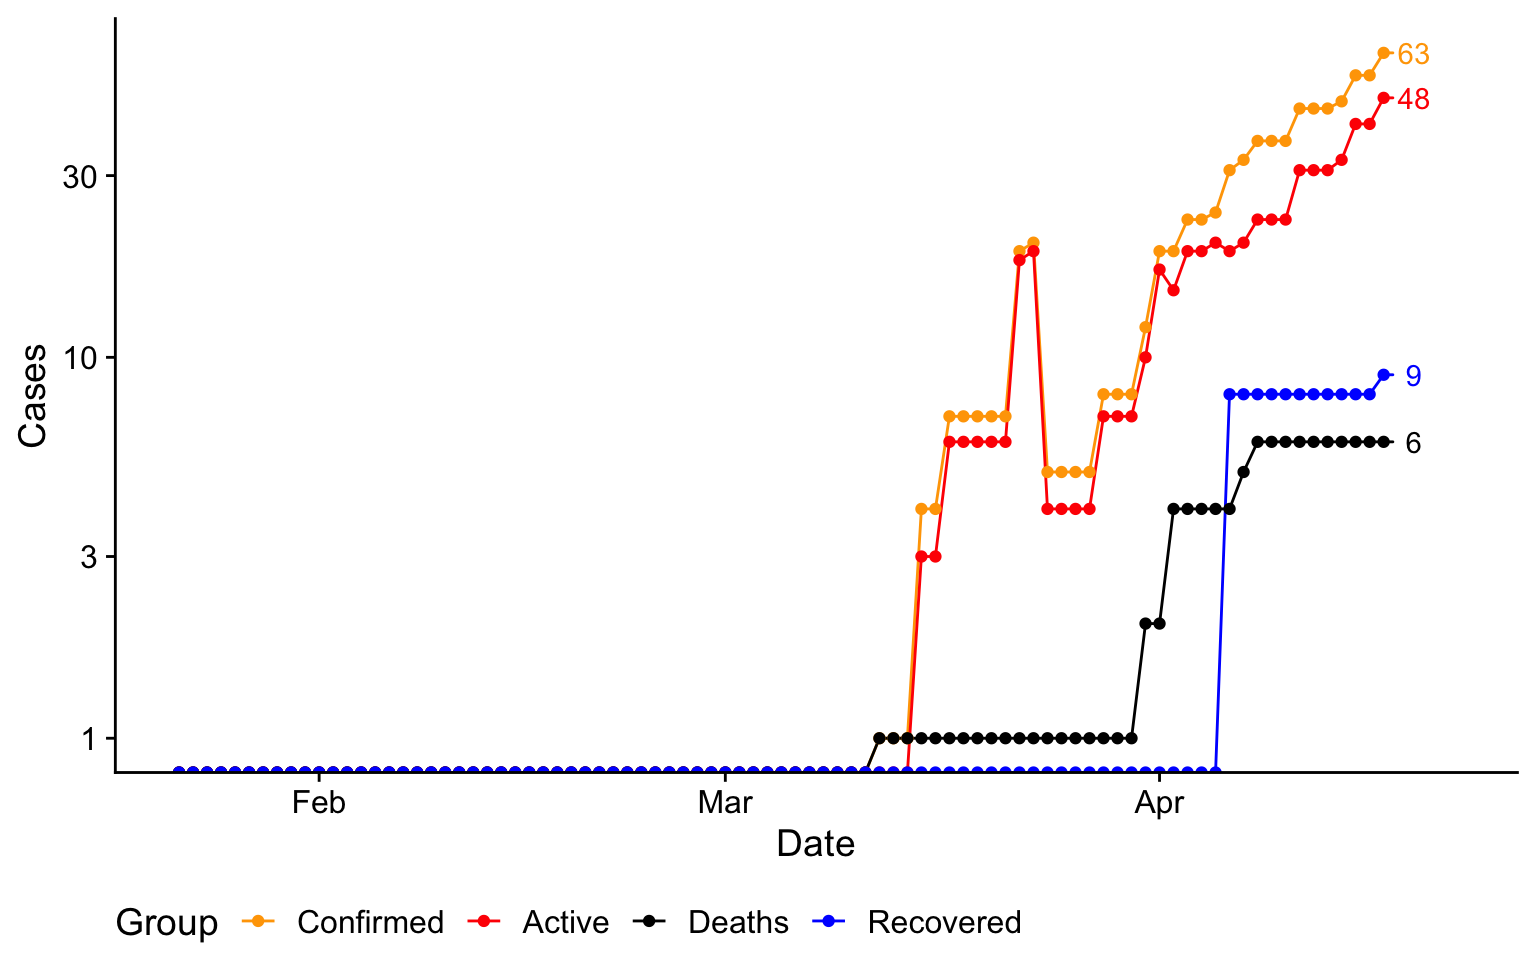 63
48
30
Cases
10
9
6
3
1
Feb Mar Apr
Date
Group Confirmed Active Deaths Recovered